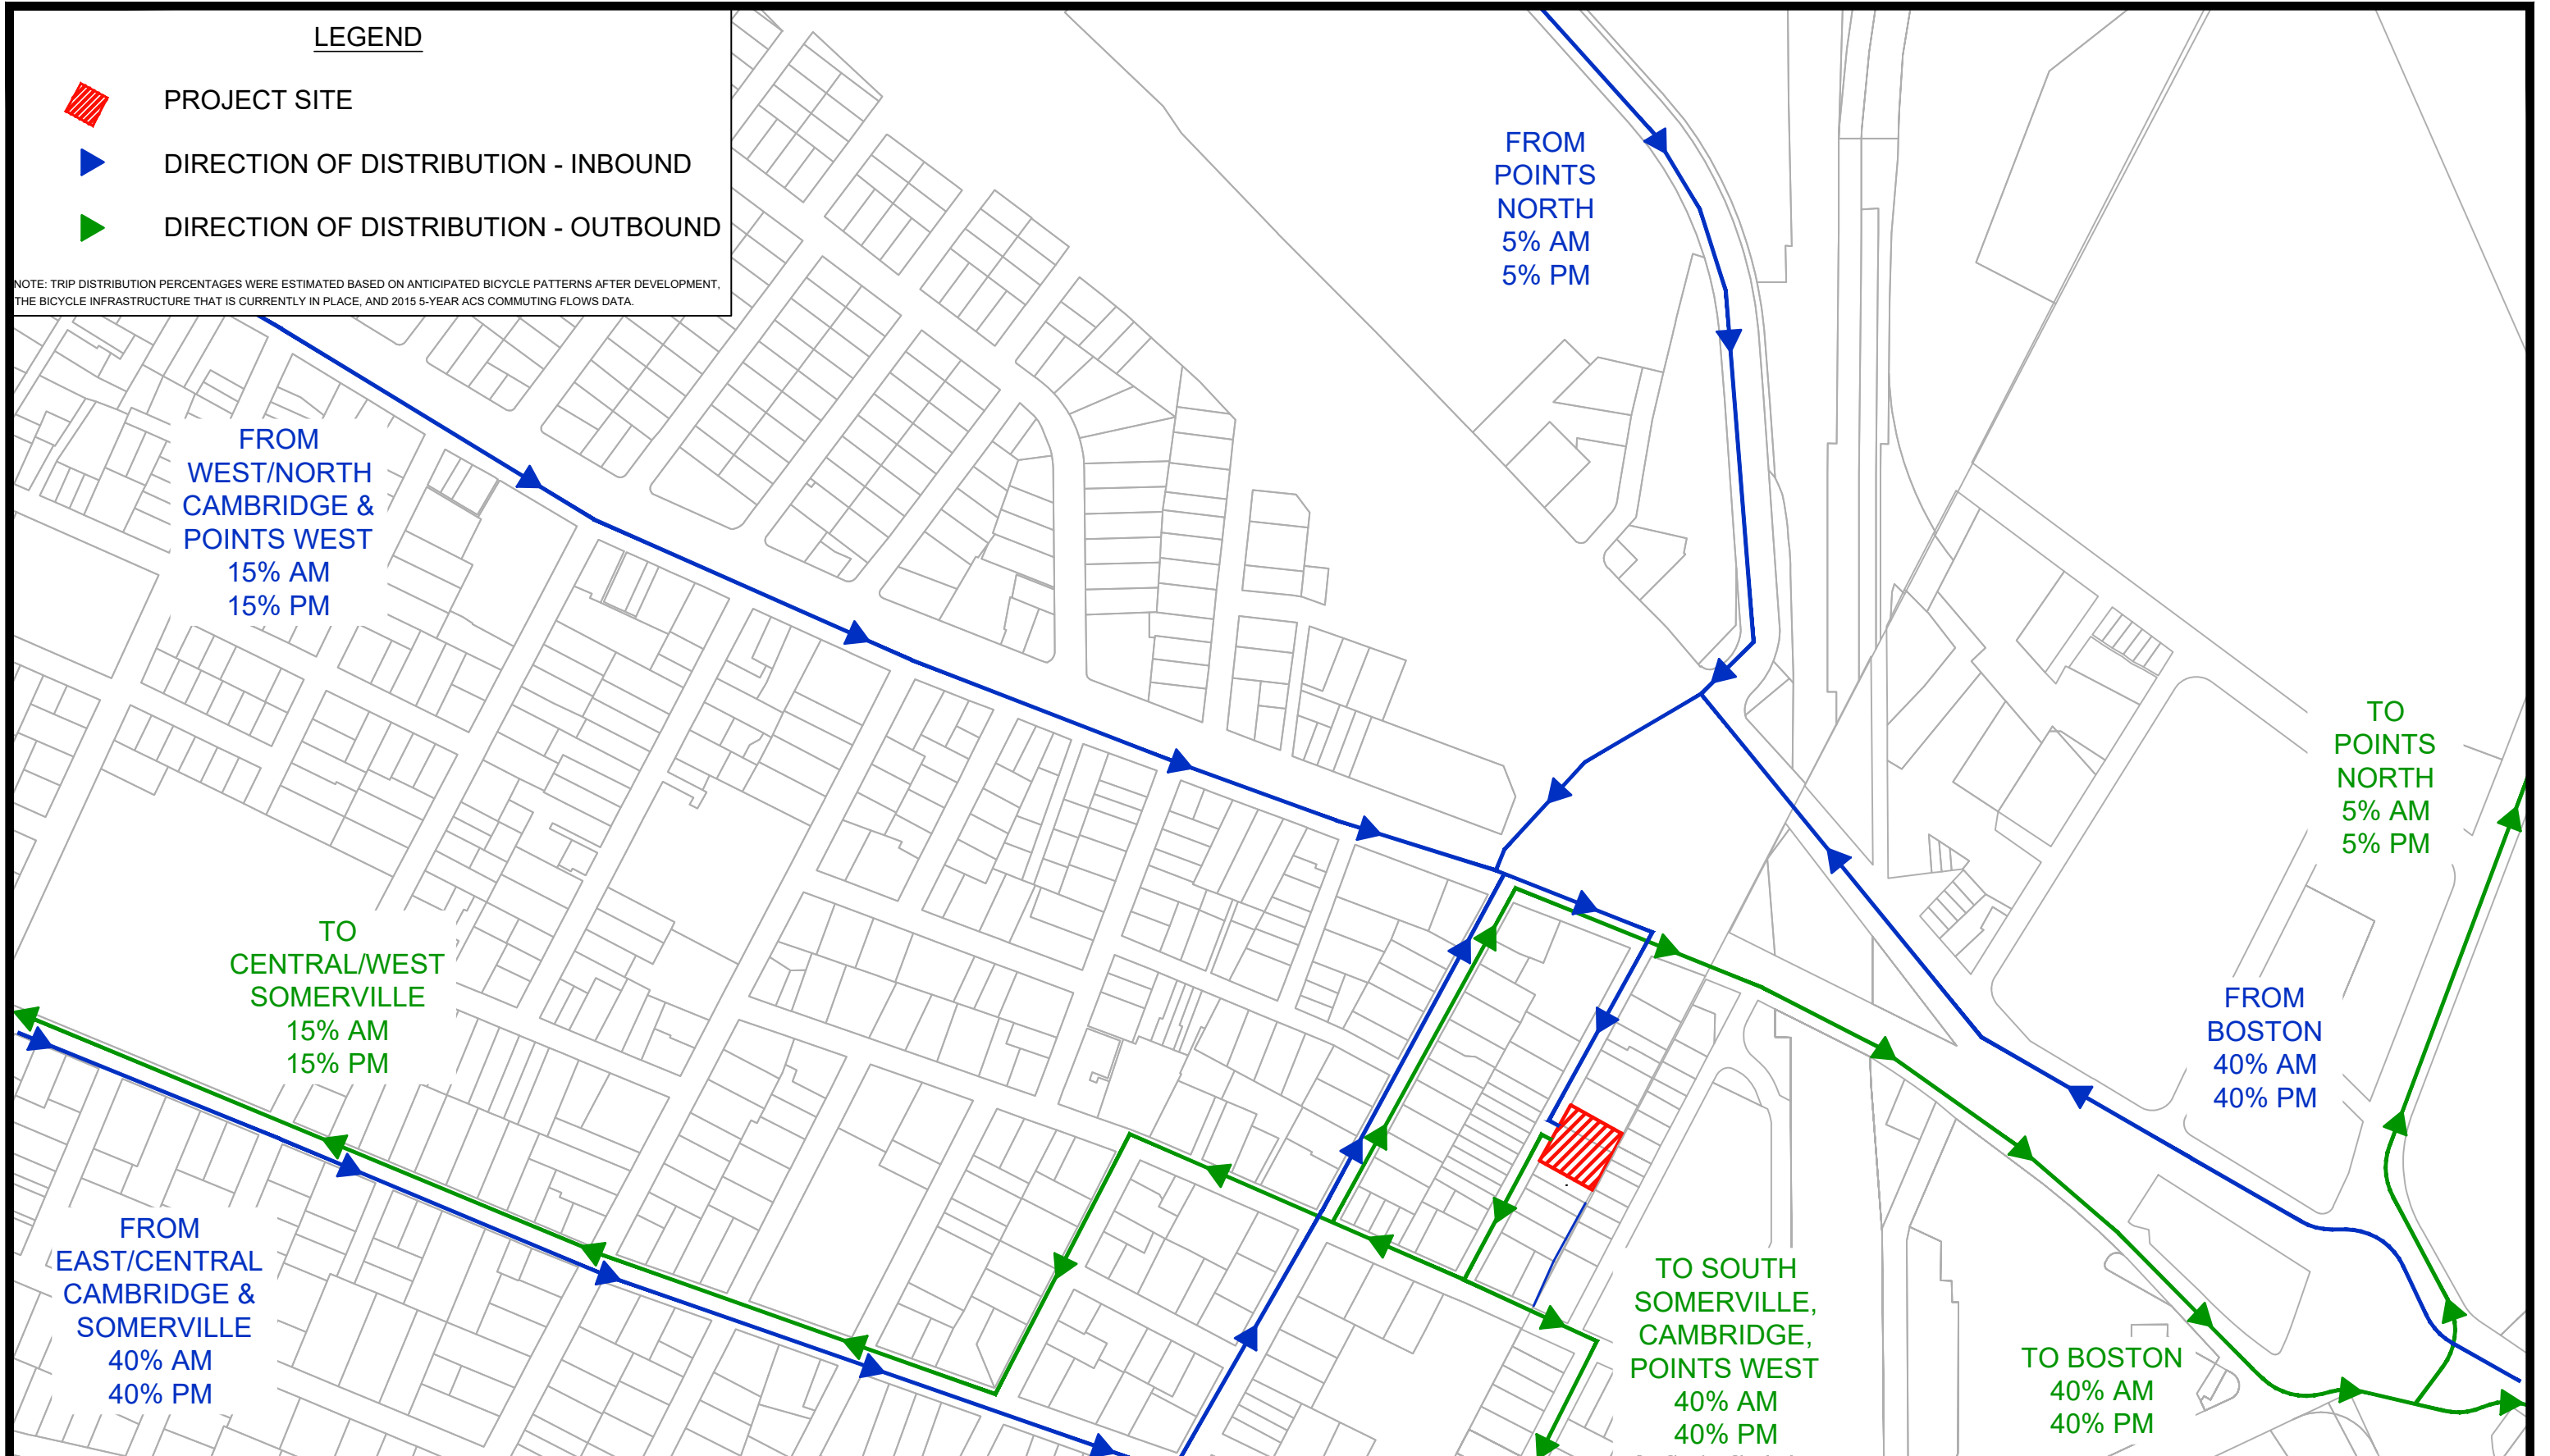 LEGEND
PROJECT SITE
DIRECTION OF DISTRIBUTION - INBOUND
DIRECTION OF DISTRIBUTION - OUTBOUND
NOTE: TRIP DISTRIBUTION PERCENTAGES WERE ESTIMATED BASED ON ANTICIPATED BICYCLE PATTERNS AFTER DEVELOPMENT,
THE BICYCLE INFRASTRUCTURE THAT IS CURRENTLY IN PLACE, AND 2015 5-YEAR ACS COMMUTING FLOWS DATA.
FROM
POINTS
NORTH
5% AM
5% PM
FROM
WEST/NORTH
CAMBRIDGE &
POINTS WEST
15% AM
15% PM
TO
POINTS
NORTH
5% AM
5% PM
TO
CENTRAL/WEST
SOMERVILLE
15% AM
15% PM
FROM
BOSTON
40% AM
40% PM
FROM
EAST/CENTRAL
CAMBRIDGE &
SOMERVILLE
40% AM
40% PM
TO SOUTH
SOMERVILLE,
CAMBRIDGE,
POINTS WEST
40% AM
40% PM
TO BOSTON
40% AM
40% PM